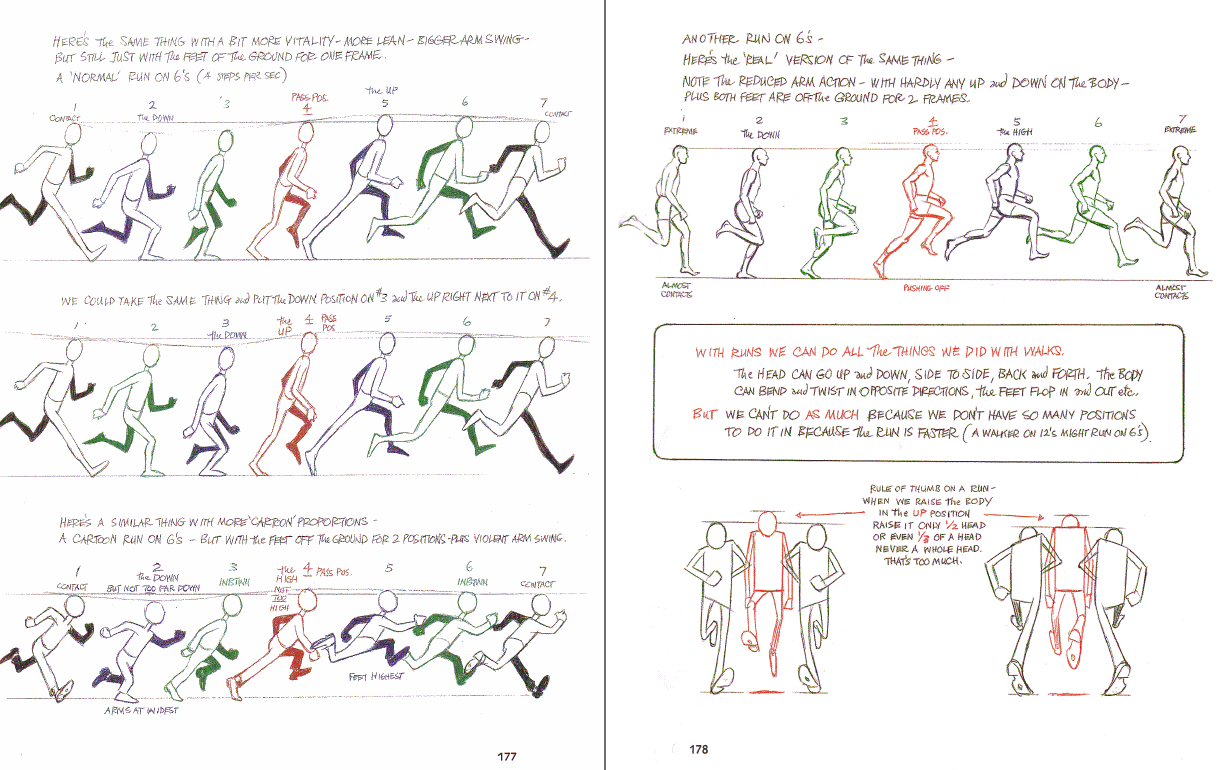 HERE'S the SAME THING WITH A BIT MORE VITALITY - MORE LEAN - BIGGER ARM SWING -
BUT STILL JUST WITH the FEET OF the GROUND FOR ONE FRAME.
A 'NORMAL' RUN ON 6's (4 STEPS PER SEC)
1 CONTACT
2 the DOWN
3
PASS POS. 4
the UP 5
6
7 CONTACT
WE COULD TAKE the SAME THING and PUT the DOWN POSITION ON #3 and the UP RIGHT NEXT TO IT ON #4.
1
2
3 the DOWN
the UP 4 PASS POS
5
6
7
HERE'S A SIMILAR THING WITH MORE 'CARTOON' PROPORTIONS -
A CARTOON RUN ON 6's - BUT WITH the FEET OFF the GROUND FOR 2 POSITIONS - PLUS VIOLENT ARM SWING.
1 CONTACT
2 the DOWN
BUT NOT TOO FAR DOWN
3 INBTWN
the HIGH 4 PASS POS.
NOT TOO HIGH
5
6 INBTWN
7 CONTACT
FEET HIGHEST
ARMS AT WIDEST
177
ANOTHER RUN ON 6's -
HERE'S the 'REAL' VERSION OF the SAME THING -
NOTE the REDUCED ARM ACTION - WITH HARDLY ANY UP and DOWN ON the BODY -
PLUS BOTH FEET ARE OFF the GROUND FOR 2 FRAMES.
1 EXTREME
2 the DOWN
3
4 PASS POS.
5 the HIGH
6
7 EXTREME
ALMOST CONTACTS
PUSHING OFF
ALMOST CONTACTS
WITH RUNS WE CAN DO ALL the THINGS WE DID WITH WALKS.
the HEAD CAN GO UP and DOWN, SIDE TO SIDE, BACK and FORTH. the BODY
CAN BEND and TWIST IN OPPOSITE DIRECTIONS, the FEET FLOP IN and OUT etc.
BUT WE CAN'T DO AS MUCH BECAUSE WE DON'T HAVE SO MANY POSITIONS
TO DO IT IN BECAUSE the RUN IS FASTER (A WALKER ON 12's MIGHT RUN ON 6's).
RULE OF THUMB ON A RUN -
WHEN WE RAISE the BODY
IN the UP POSITION
RAISE IT ONLY 1/2 HEAD
OR EVEN 1/3 OF A HEAD
NEVER A WHOLE HEAD.
THAT'S TOO MUCH.
178